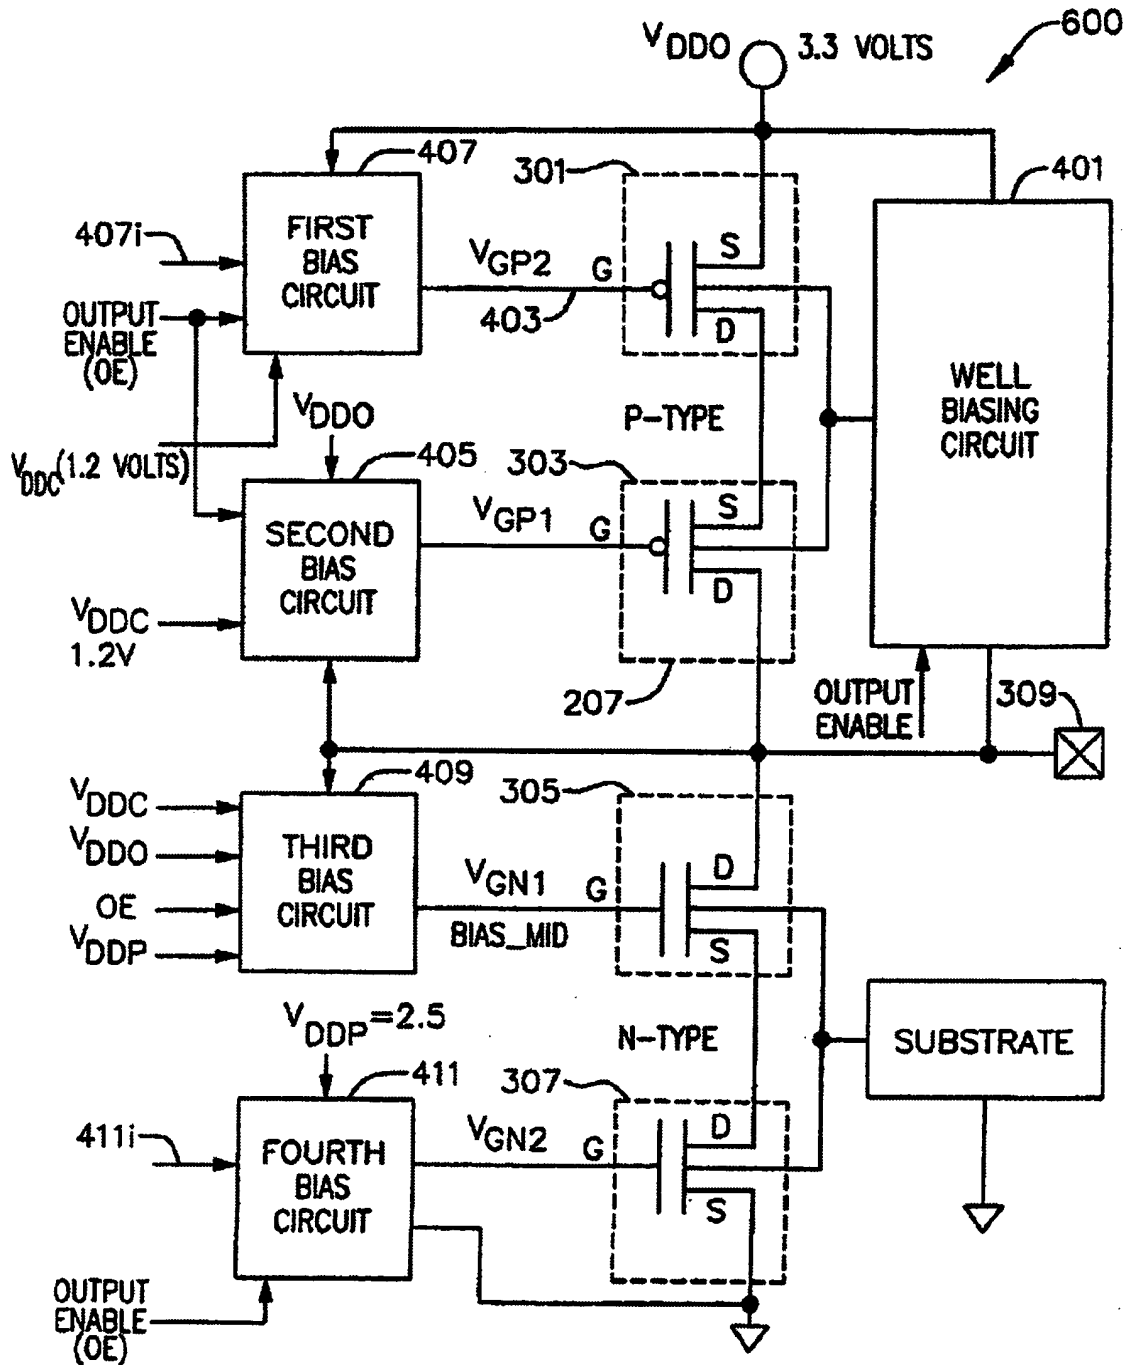 600
VDDO 3.3 VOLTS
407
301
401
407i
FIRST
BIAS
CIRCUIT
VGP2
G
S
403
D
OUTPUT
ENABLE
(OE)
WELL
BIASING
CIRCUIT
VDDO
P-TYPE
VDDC (1.2 VOLTS)
405
303
SECOND
BIAS
CIRCUIT
VGP1
G
S
D
VDDC
1.2V
207
OUTPUT
ENABLE
309
409
305
VDDC
VDDO
OE
VDDP
THIRD
BIAS
CIRCUIT
VGN1
BIAS_MID
G
D
S
VDDP=2.5
N-TYPE
SUBSTRATE
411
307
411i
FOURTH
BIAS
CIRCUIT
VGN2
G
D
S
OUTPUT
ENABLE
(OE)